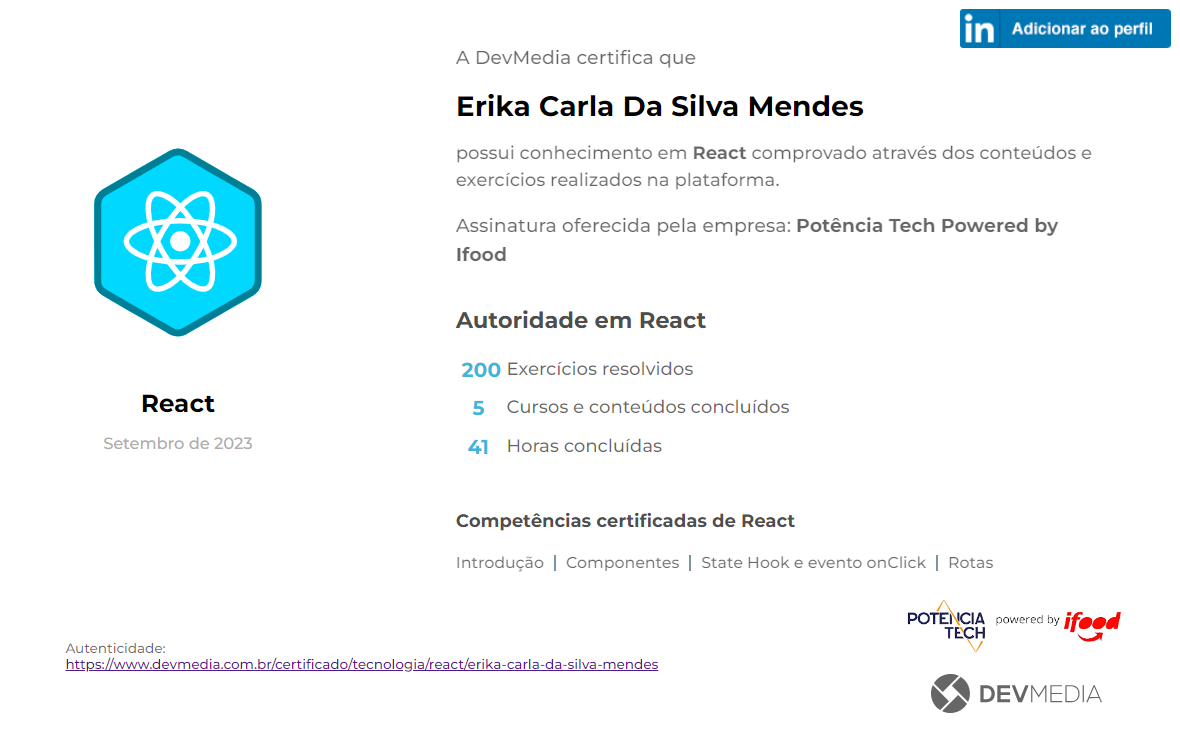 in Adicionar ao perfil
A DevMedia certifica que
Erika Carla Da Silva Mendes
possui conhecimento em React comprovado através dos conteúdos e
exercícios realizados na plataforma.
Assinatura oferecida pela empresa: Potência Tech Powered by
Ifood
Autoridade em React
200 Exercícios resolvidos
5 Cursos e conteúdos concluídos
41 Horas concluídas
React
Setembro de 2023
Competências certificadas de React
Introdução | Componentes | State Hook e evento onClick | Rotas
POTÊNCIA
TECH
powered by ifood
Autenticidade:
https://www.devmedia.com.br/certificado/tecnologia/react/erika-carla-da-silva-mendes
DEVMEDIA